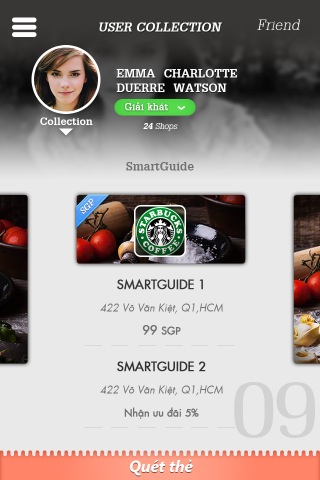 USER COLLECTION
Friend
EMMA CHARLOTTE
DUERRE WATSON
Giải khát
Collection
24 Shops
SmartGuide
SGP
STARBUCKS
COFFEE
SMARTGUIDE 1
422 Võ Văn Kiệt, Q1,HCM
99 SGP
SMARTGUIDE 2
422 Võ Văn Kiệt, Q1,HCM
Nhận ưu đãi 5%
09
Quét thẻ